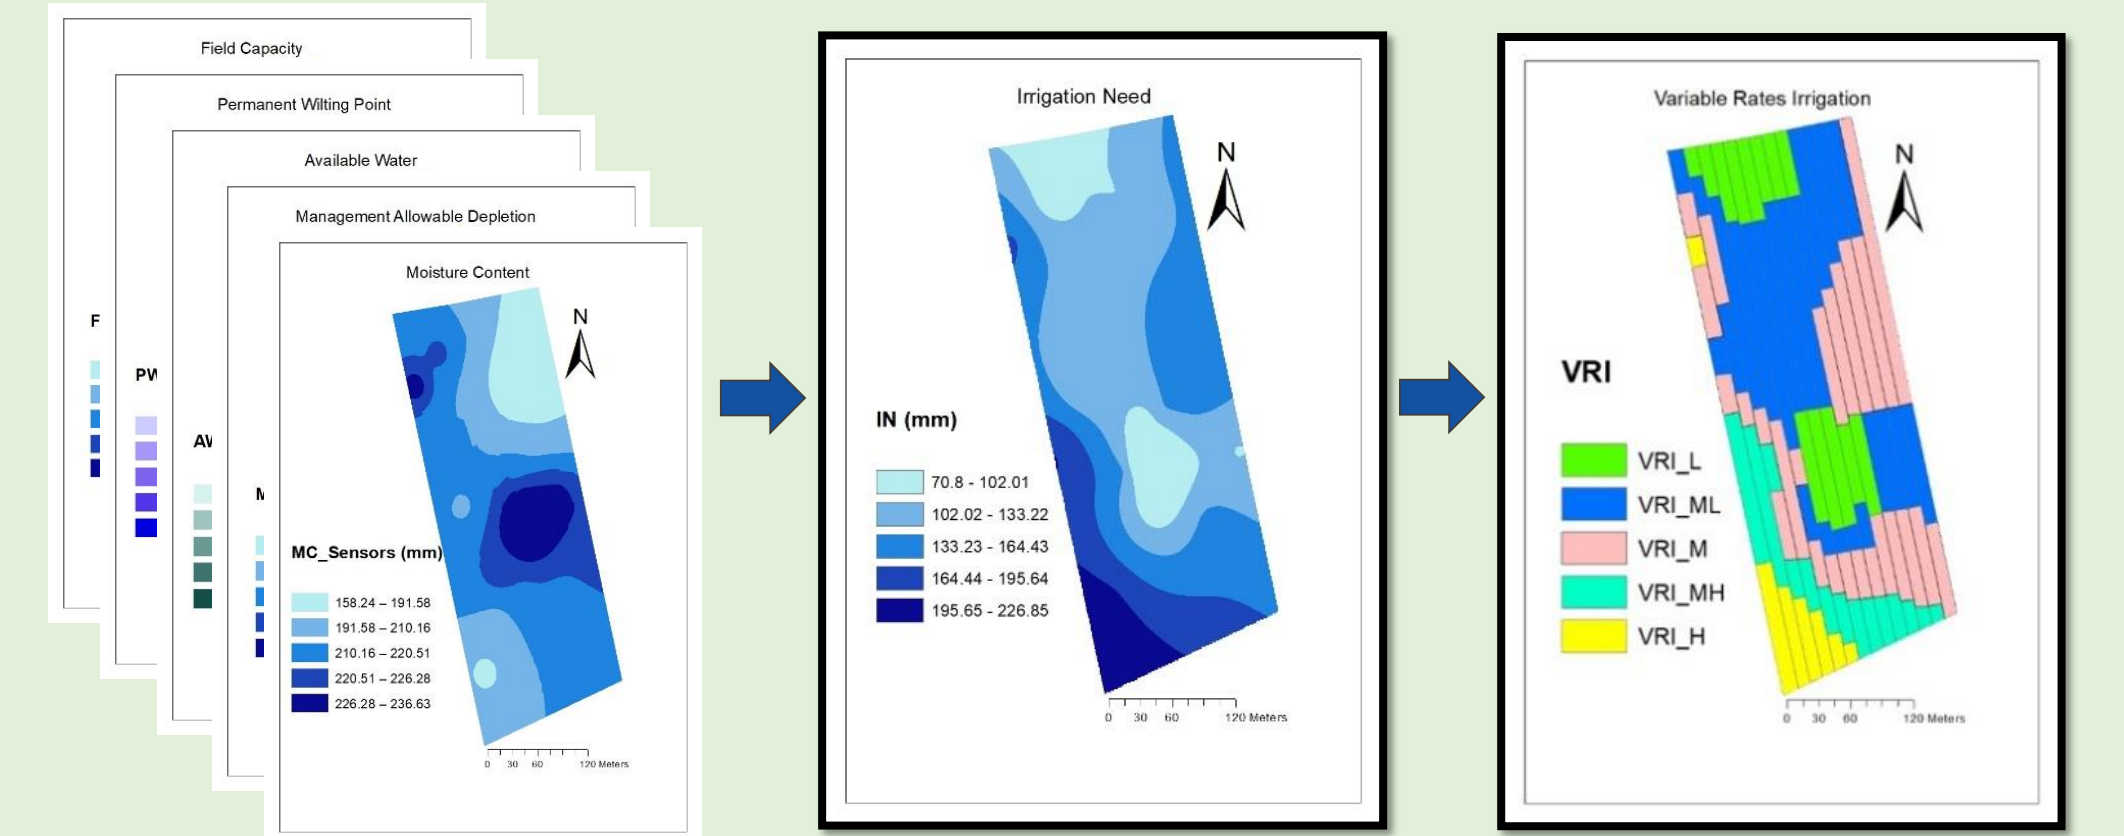 Field Capacity
F
Permanent Wilting Point
PW
Available Water
AV
Management Allowable Depletion
M
Moisture Content
N
MC_Sensors (mm)
158.24 – 191.58
191.58 – 210.16
210.16 – 220.51
220.51 – 226.28
226.28 – 236.63
0 30 60 120 Meters
Irrigation Need
N
IN (mm)
70.8 - 102.01
102.02 - 133.22
133.23 - 164.43
164.44 - 195.64
195.65 - 226.85
0 30 60 120 Meters
Variable Rates Irrigation
N
VRI
VRI_L
VRI_ML
VRI_M
VRI_MH
VRI_H
0 30 60 120 Meters